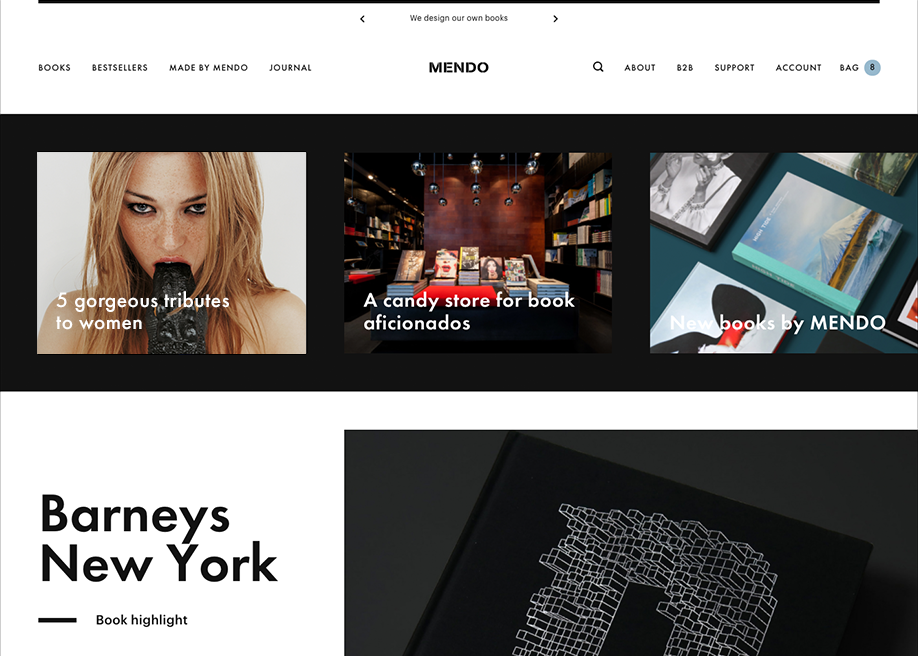 We design our own books
BOOKS
BESTSELLERS
MADE BY MENDO
JOURNAL
MENDO
ABOUT
B2B
SUPPORT
ACCOUNT
BAG
8
5 gorgeous tributes
to women
A candy store for book
aficionados
New books by MENDO
Barneys
New York
Book highlight